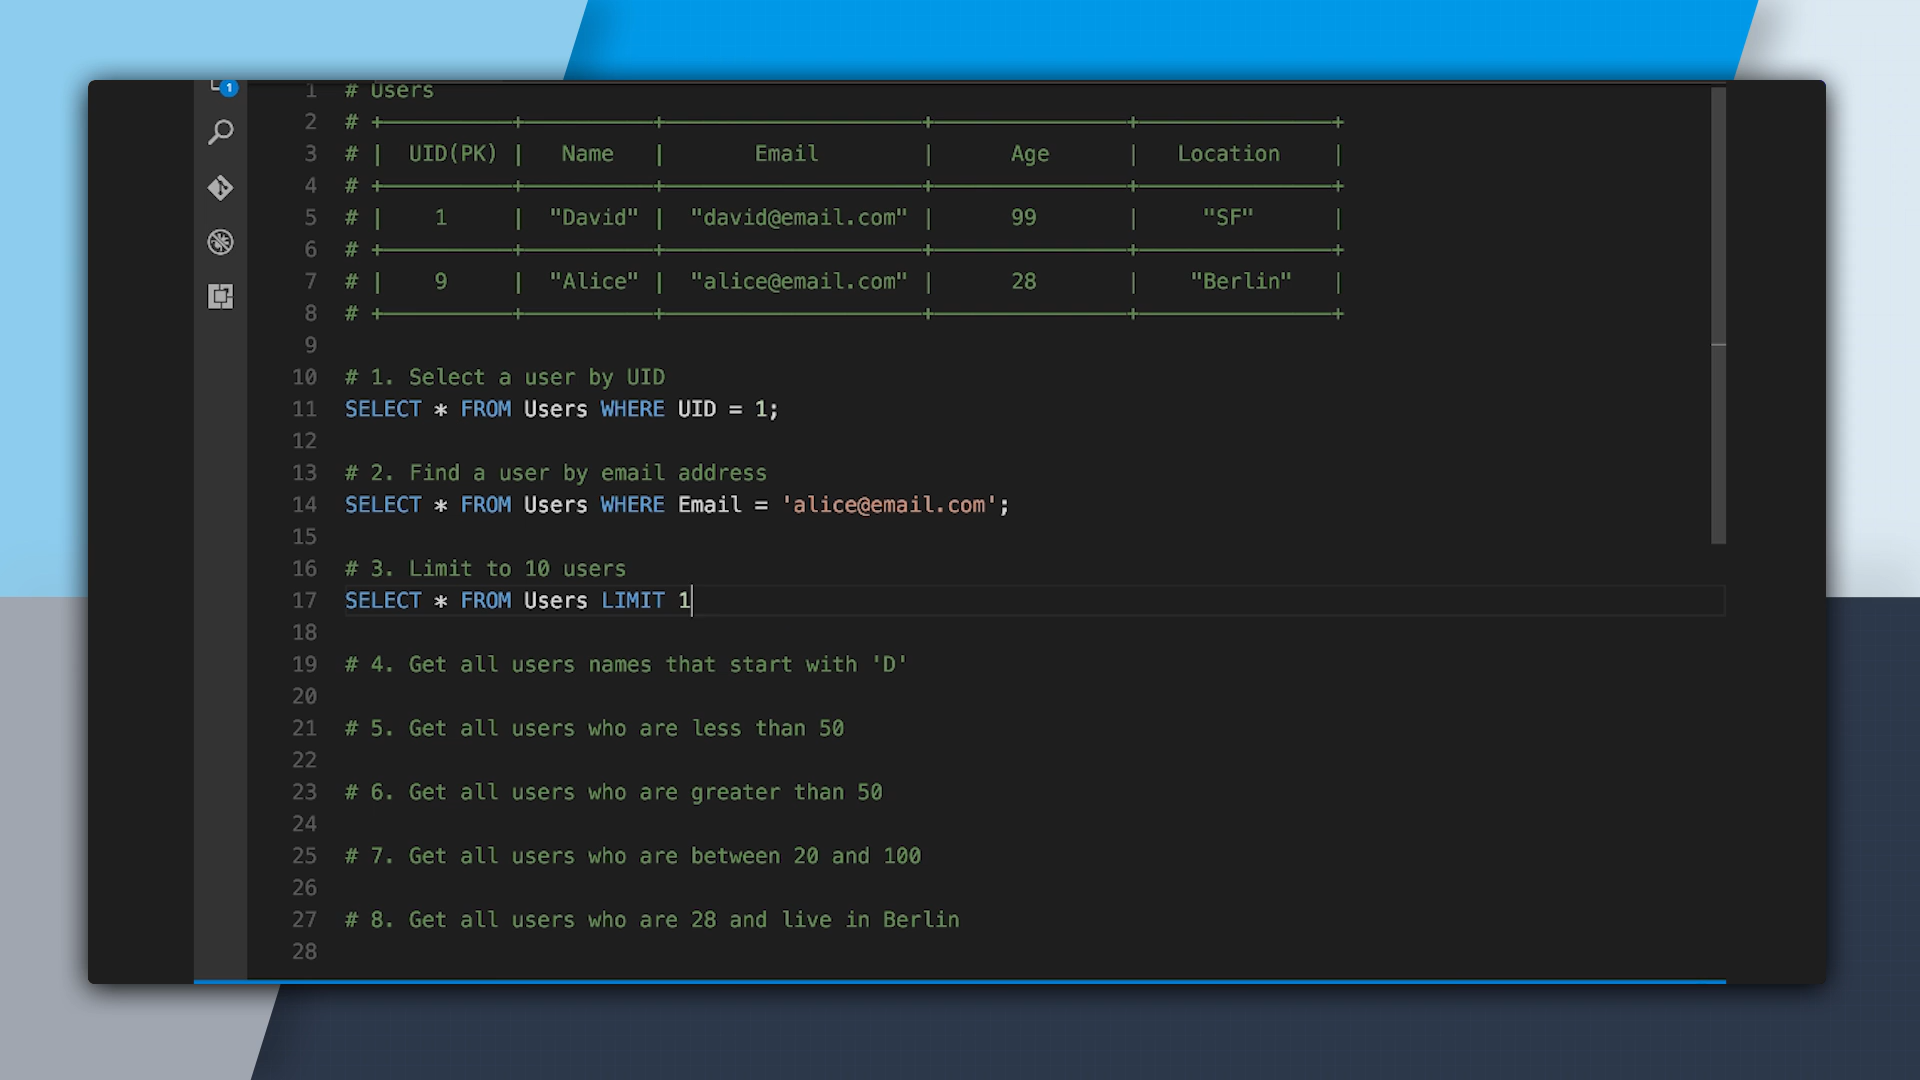 1
1 # Users
2 # +-----------+-----------+---------------------+----------------+----------------+
3 # | UID(PK) | Name | Email | Age | Location |
4 # +-----------+-----------+---------------------+----------------+----------------+
5 # | 1 | "David" | "david@email.com" | 99 | "SF" |
6 # +-----------+-----------+---------------------+----------------+----------------+
7 # | 9 | "Alice" | "alice@email.com" | 28 | "Berlin" |
8 # +-----------+-----------+---------------------+----------------+----------------+
9
10 # 1. Select a user by UID
11 SELECT * FROM Users WHERE UID = 1;
12
13 # 2. Find a user by email address
14 SELECT * FROM Users WHERE Email = 'alice@email.com';
15
16 # 3. Limit to 10 users
17 SELECT * FROM Users LIMIT 1
18
19 # 4. Get all users names that start with 'D'
20
21 # 5. Get all users who are less than 50
22
23 # 6. Get all users who are greater than 50
24
25 # 7. Get all users who are between 20 and 100
26
27 # 8. Get all users who are 28 and live in Berlin
28